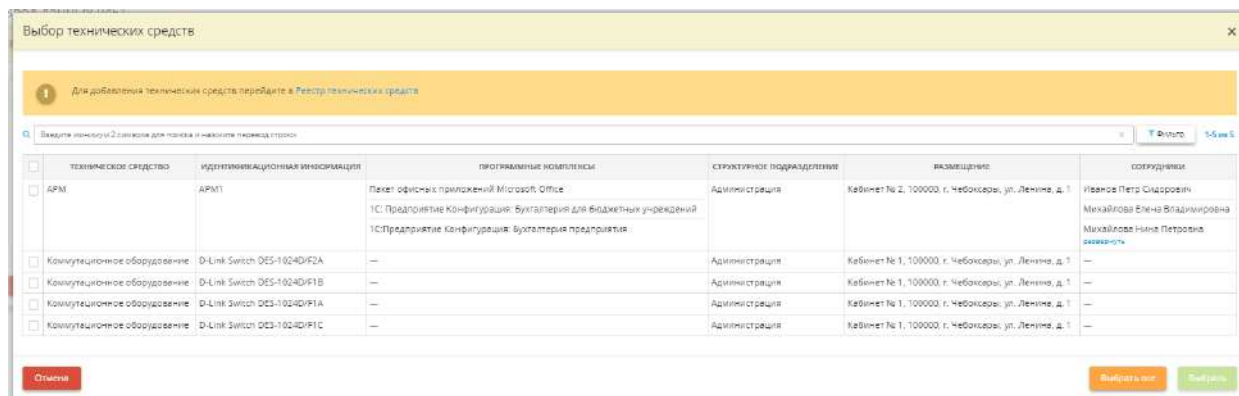 Выбор технических средств
×
Для добавления технических средств перейдите в Реестр технических средств
Введите минимум 2 символа для поиска и нажмите перевод строки
× Фильтр 1-5 из 5
ТЕХНИЧЕСКОЕ СРЕДСТВО ИДЕНТИФИКАЦИОННАЯ ИНФОРМАЦИЯ ПРОГРАММНЫЕ КОМПЛЕКСЫ СТРУКТУРНОЕ ПОДРАЗДЕЛЕНИЕ РАЗМЕЩЕНИЕ СОТРУДНИКИ
АРМ АРМ1 Пакет офисных приложений Microsoft Office Администрация Кабинет № 2, 100000, г. Чебоксары, ул. Ленина, д. 1 Иванов Петр Сидорович
1С: Предприятие Конфигурация: Бухгалтерия для бюджетных учреждений Михайлова Елена Владимировна
1С:Предприятие Конфигурация: Бухгалтерия предприятия Михайлова Нина Петровна
развернуть
Коммутационное оборудование D-Link Switch DES-1024D/F2A — Администрация Кабинет № 1, 100000, г. Чебоксары, ул. Ленина, д. 1 —
Коммутационное оборудование D-Link Switch DES-1024D/F1B — Администрация Кабинет № 1, 100000, г. Чебоксары, ул. Ленина, д. 1 —
Коммутационное оборудование D-Link Switch DES-1024D/F1A — Администрация Кабинет № 1, 100000, г. Чебоксары, ул. Ленина, д. 1 —
Коммутационное оборудование D-Link Switch DES-1024D/F1C — Администрация Кабинет № 1, 100000, г. Чебоксары, ул. Ленина, д. 1 —
Отмена Выбрать все Выбрать